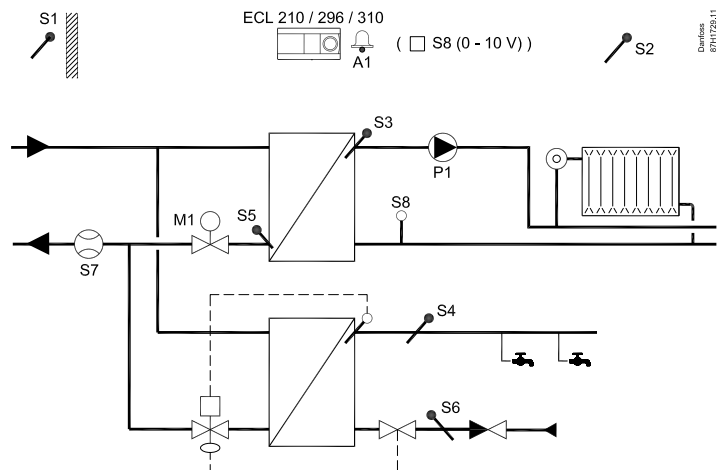 S1
ECL 210 / 296 / 310
A1
( S8 (0 - 10 V) )
S2
Danfoss
87H1729.11
S3
P1
M1
S5
S8
S7
S4
S6